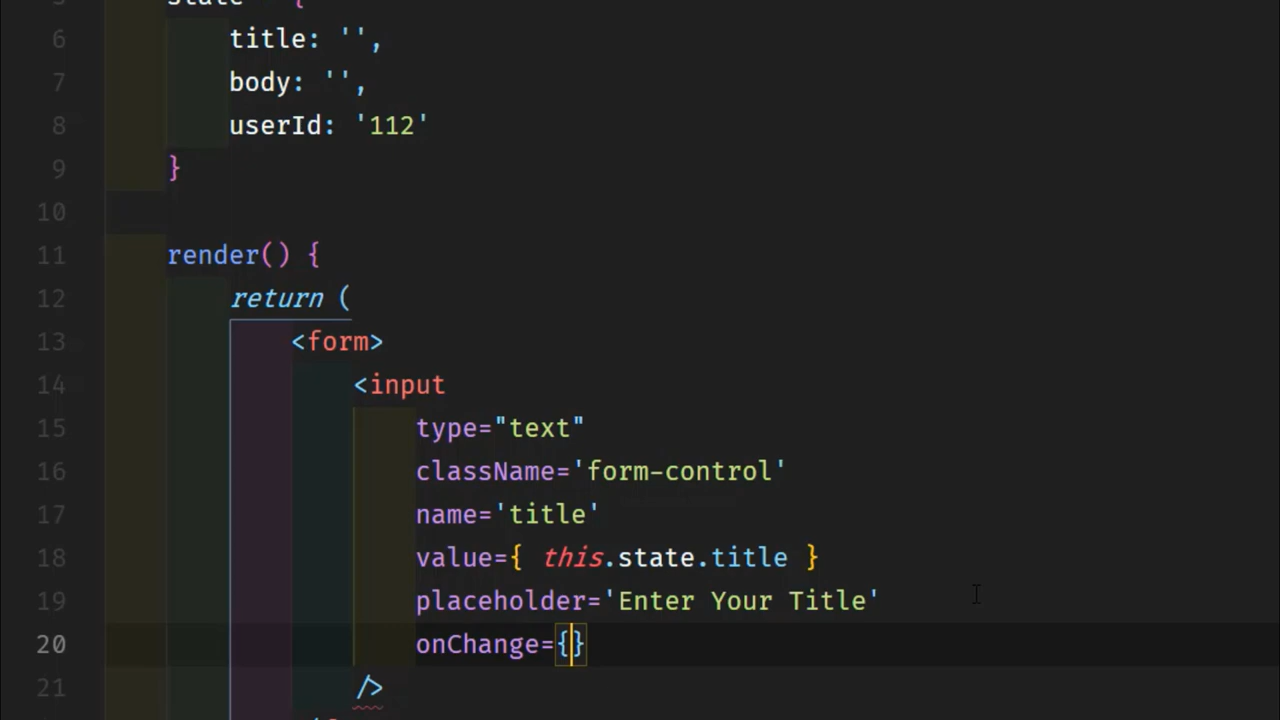 5 state = {
6 title: '',
7 body: '',
8 userId: '112'
9 }
10
11 render() {
12 return (
13 <form>
14 <input
15 type="text"
16 className='form-control'
17 name='title'
18 value={ this.state.title }
19 placeholder='Enter Your Title'
20 onChange={}
21 />